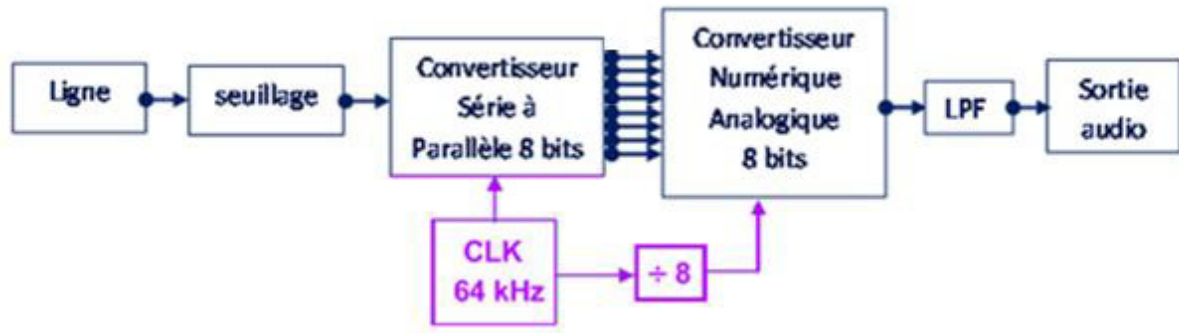 Ligne
seuillage
Convertisseur
Série à
Parallèle 8 bits
Convertisseur
Numérique
Analogique
8 bits
LPF
Sortie
audio
CLK
64 kHz
÷ 8